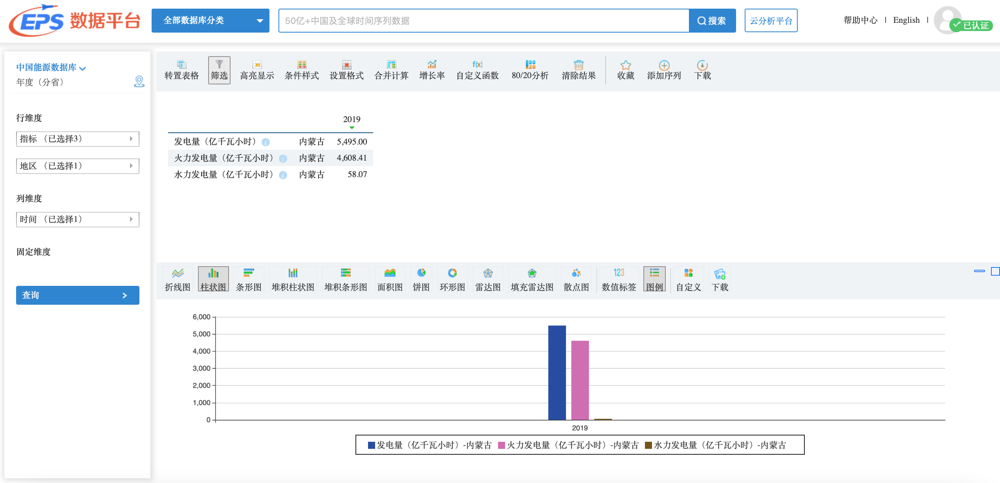 EPS 数据平台
全部数据库分类
50亿+中国及全球时间序列数据
搜索
云分析平台
帮助中心 | English |
已认证
中国能源数据库
年度（分省）
行维度
指标 （已选择3）
地区 （已选择1）
列维度
时间 （已选择1）
固定维度
查询
转置表格 筛选 高亮显示 条件样式 设置格式 合并计算 增长率 f(x) 自定义函数 80 20 80/20分析 清除结果 收藏 添加序列 下载
2019
发电量（亿千瓦小时） 内蒙古 5,495.00
火力发电量（亿千瓦小时） 内蒙古 4,608.41
水力发电量（亿千瓦小时） 内蒙古 58.07
折线图 柱状图 条形图 堆积柱状图 堆积条形图 面积图 饼图 环形图 雷达图 填充雷达图 散点图 123 数值标签 图例 自定义 下载
6,000
5,000
4,000
3,000
2,000
1,000
0
2019
发电量（亿千瓦小时）-内蒙古 火力发电量（亿千瓦小时）-内蒙古 水力发电量（亿千瓦小时）-内蒙古